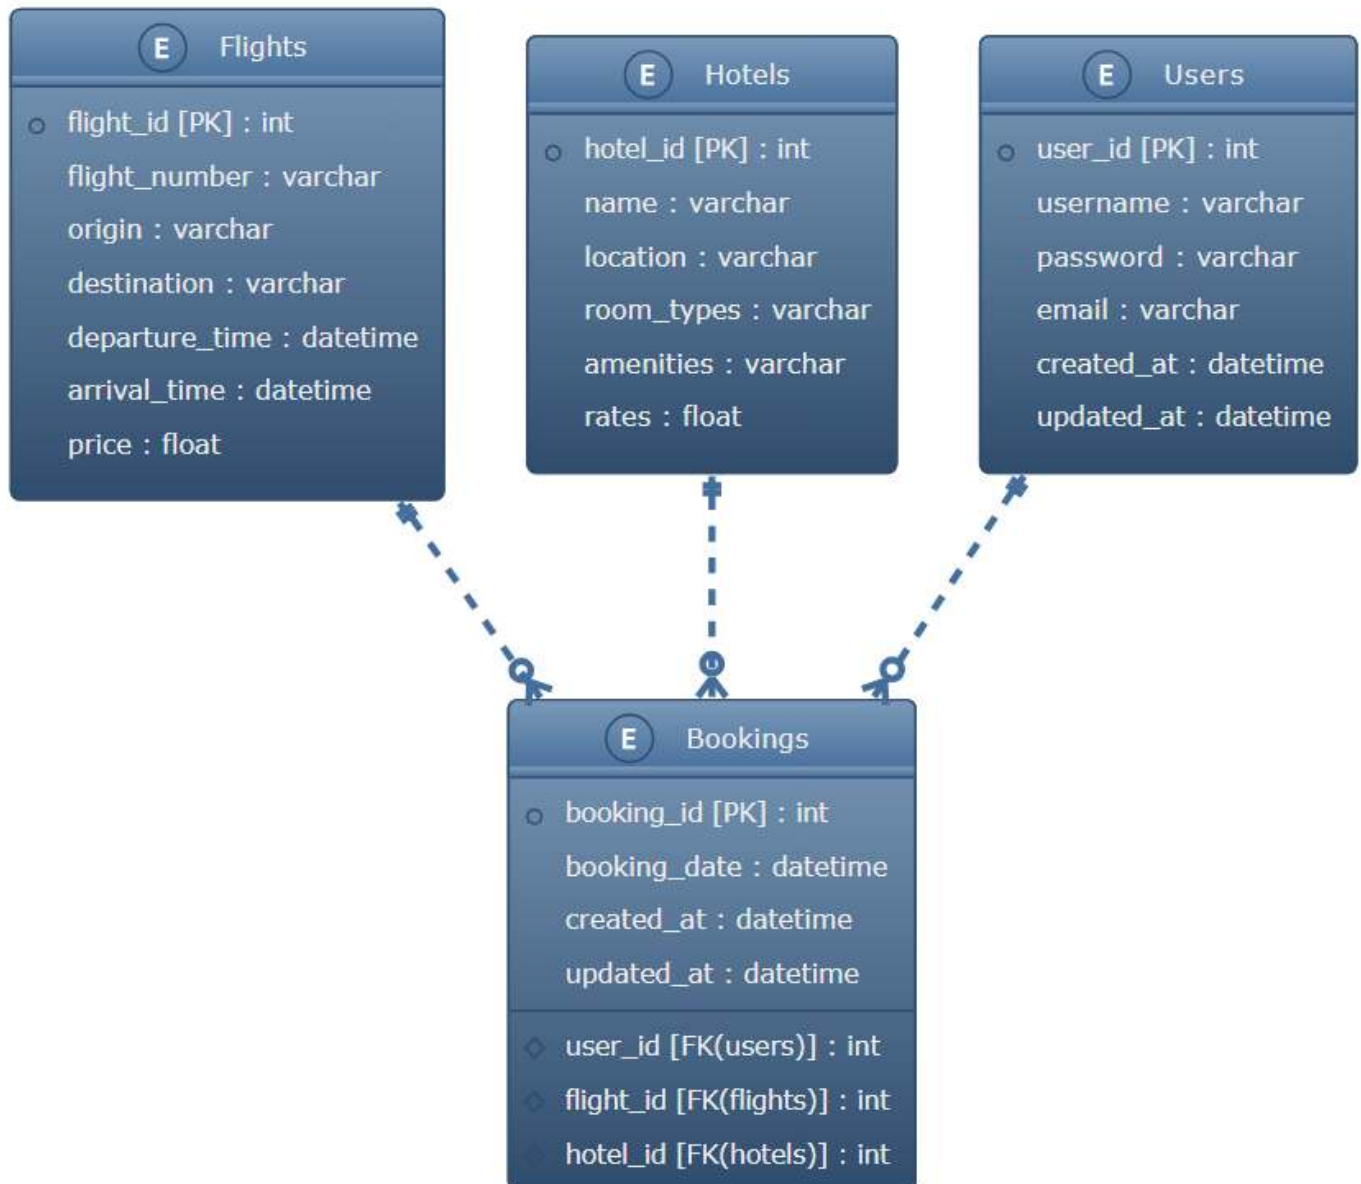 E Flights
flight_id [PK] : int
flight_number : varchar
origin : varchar
destination : varchar
departure_time : datetime
arrival_time : datetime
price : float
E Hotels
hotel_id [PK] : int
name : varchar
location : varchar
room_types : varchar
amenities : varchar
rates : float
E Users
user_id [PK] : int
username : varchar
password : varchar
email : varchar
created_at : datetime
updated_at : datetime
E Bookings
booking_id [PK] : int
booking_date : datetime
created_at : datetime
updated_at : datetime
user_id [FK(users)] : int
flight_id [FK(flights)] : int
hotel_id [FK(hotels)] : int